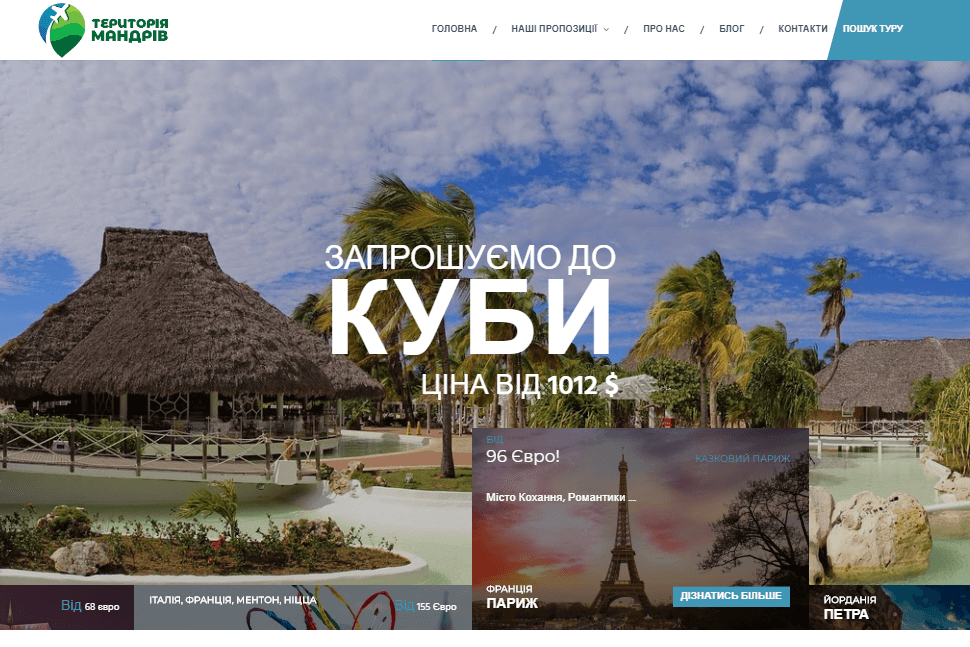 ТЕРИТОРІЯ
МАНДРІВ
ГОЛОВНА / НАШІ ПРОПОЗИЦІЇ / ПРО НАС / БЛОГ / КОНТАКТИ ПОШУК ТУРУ
ЗАПРОШУЄМО ДО
КУБИ
ЦІНА ВІД 1012 $
ВІД
96 Євро!
КАЗКОВИЙ ПАРИЖ
Місто Кохання, Романтики ...
ФРАНЦІЯ
ПАРИЖ
ДІЗНАТИСЬ БІЛЬШЕ
Від 68 євро
ІТАЛІЯ, ФРАНЦІЯ, МЕНТОН, НІЦЦА
Від 155 Євро
ЙОРДАНІЯ
ПЕТРА